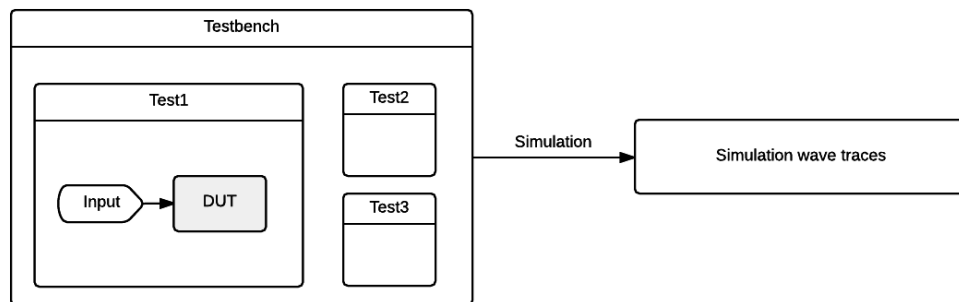 Testbench
Test1
Test2
Input
DUT
Test3
Simulation
Simulation wave traces